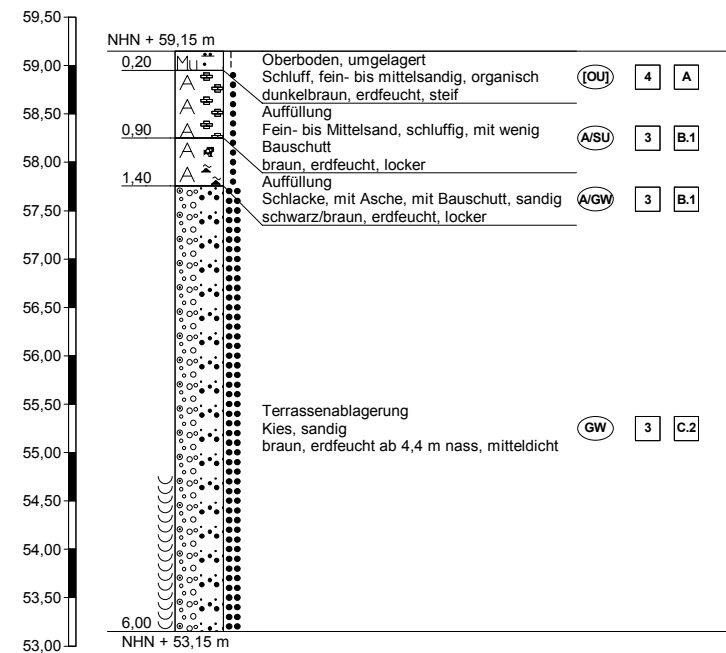 59,50
NHN + 59,15 m
59,00
0,20
Mu
Oberboden, umgelagert
Schluff, fein- bis mittelsandig, organisch
dunkelbraun, erdfeucht, steif
[OU] 4 A
A
A
58,50
A
0,90
Auffüllung
Fein- bis Mittelsand, schluffig, mit wenig
Bauschutt
braun, erdfeucht, locker
A/SU 3 B.1
58,00
A
A
1,40
Auffüllung
Schlacke, mit Asche, mit Bauschutt, sandig
schwarz/braun, erdfeucht, locker
A/GW 3 B.1
57,50
57,00
56,50
56,00
55,50
Terrassenablagerung
Kies, sandig
braun, erdfeucht ab 4,4 m nass, mitteldicht
GW 3 C.2
55,00
54,50
54,00
53,50
6,00
NHN + 53,15 m
53,00